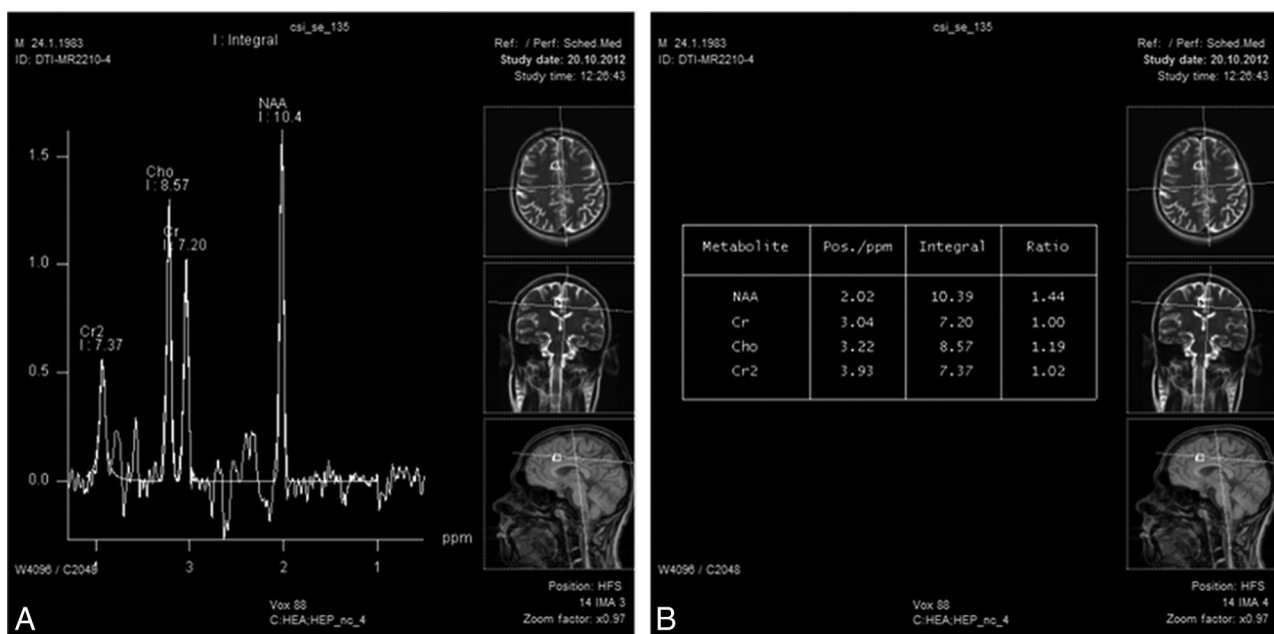 csi_se_135
M 24.1.1983
ID: DTI-MR2210-4
I : Integral
Ref: / Perf: Sched.Med
Study date: 20.10.2012
Study time: 12:26:43
NAA
I : 10.4
Cho
I : 8.57
Cr
I : 7.20
Cr2
I : 7.37
1.5
1.0
0.5
0.0
4 3 2 1
ppm
W4096 / C2048
Vox 88
C:HEA;HEP_nc_4
Position: HFS
14 IMA 3
Zoom factor: x0.97
A
csi_se_135
M 24.1.1983
ID: DTI-MR2210-4
Ref: / Perf: Sched.Med
Study date: 20.10.2012
Study time: 12:26:43
Metabolite Pos./ppm Integral Ratio
NAA 2.02 10.39 1.44
Cr 3.04 7.20 1.00
Cho 3.22 8.57 1.19
Cr2 3.93 7.37 1.02
W4096 / C2048
Vox 88
C:HEA;HEP_nc_4
Position: HFS
14 IMA 4
Zoom factor: x0.97
B